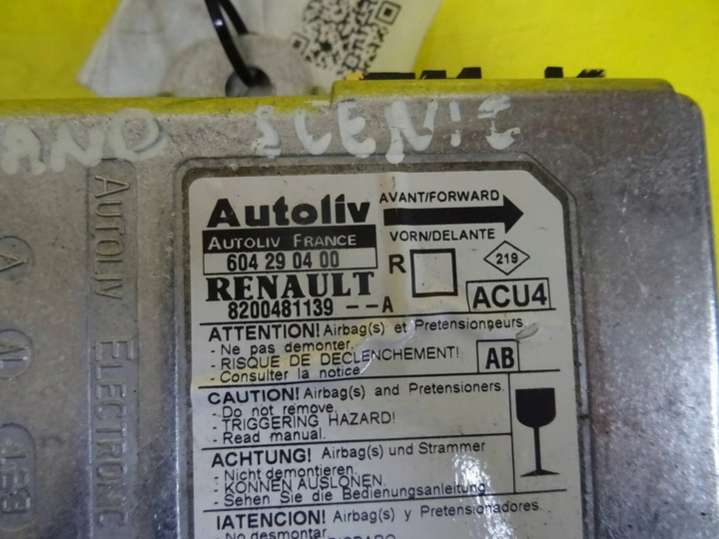 AND SCENIC
AUTOLIV ELECTRONIC
Autoliv
AUTOLIV FRANCE
604 29 04 00
RENAULT
8200481139 --A
AVANT/FORWARD
VORN/DELANTE
R
219
ACU4
ATTENTION! Airbag(s) et Pretensionneurs
- Ne pas demonter.
- RISQUE DE DECLENCHEMENT!
- Consulter la notice
AB
CAUTION! Airbag(s) and Pretensioners.
- Do not remove.
- TRIGGERING HAZARD!
- Read manual.
ACHTUNG! Airbag(s) und Strammer
- Nicht demontieren.
- KONNEN AUSLONEN.
- Sehen Sie die Bedienungsanleitung
!ATENCION! Airbag(s) y Pretensionadores.
- No desmontar